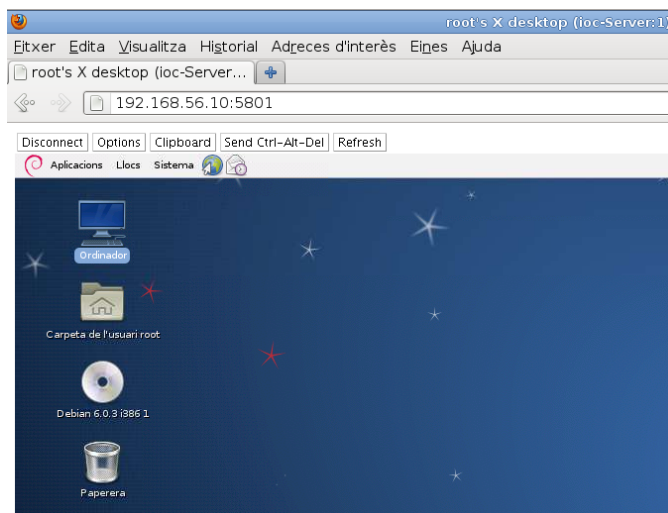 root's X desktop (ioc-Server:1)
Eitxer Edita Visualitza Historial Adreces d'interès Eines Ajuda
root's X desktop (ioc-Server...
192.168.56.10:5801
Disconnect Options Clipboard Send Ctrl-Alt-Del Refresh
Aplicacions Llocs Sistema
Ordinador
Carpeta de l'usuari root
Debian 6.0.3 i386 1
Paperera